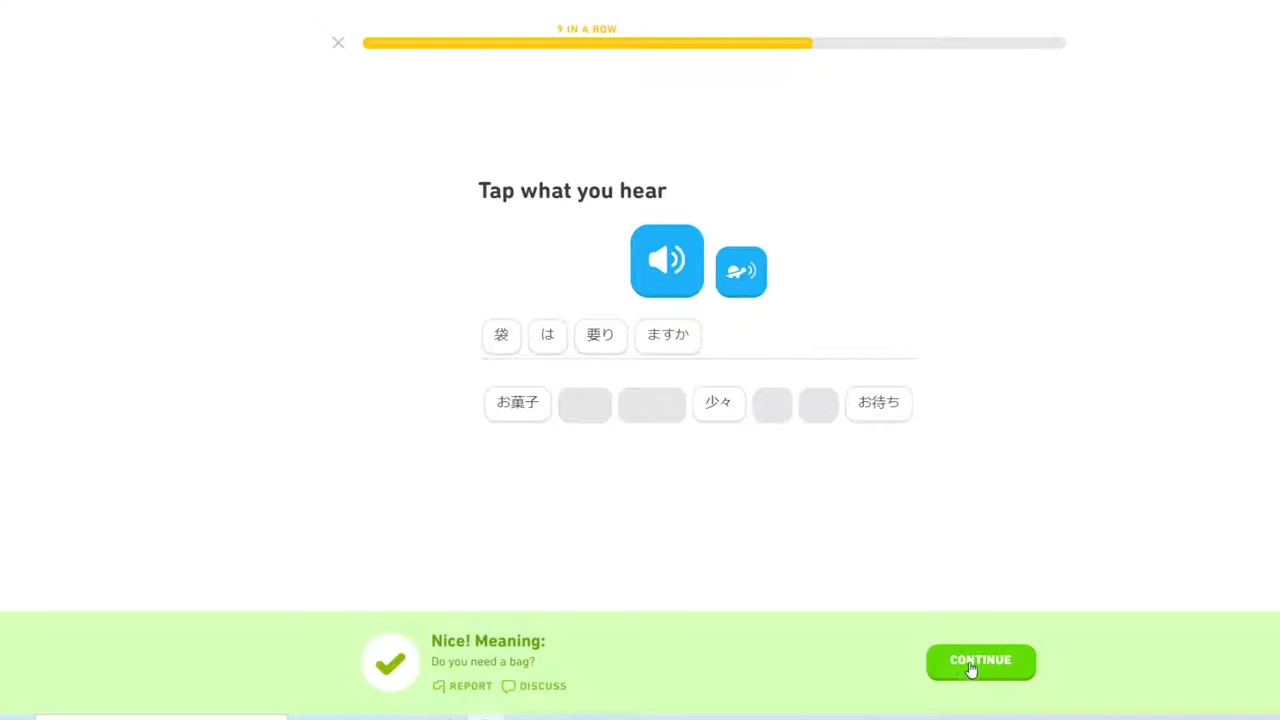 9 IN A ROW
Tap what you hear
袋 は 要り ますか
お菓子 少々 お待ち
Nice! Meaning:
Do you need a bag?
REPORT DISCUSS
CONTINUE